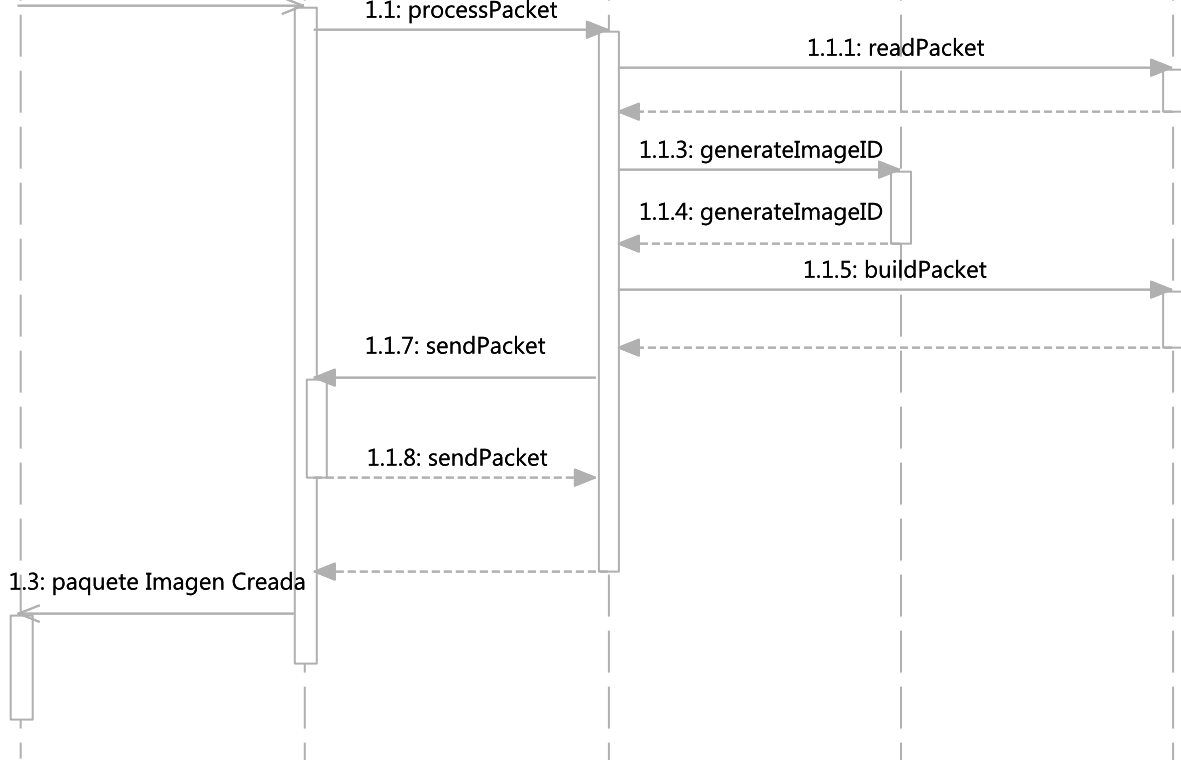 1.1: processPacket
1.1.1: readPacket
1.1.3: generateImageID
1.1.4: generateImageID
1.1.5: buildPacket
1.1.7: sendPacket
1.1.8: sendPacket
1.3: paquete Imagen Creada